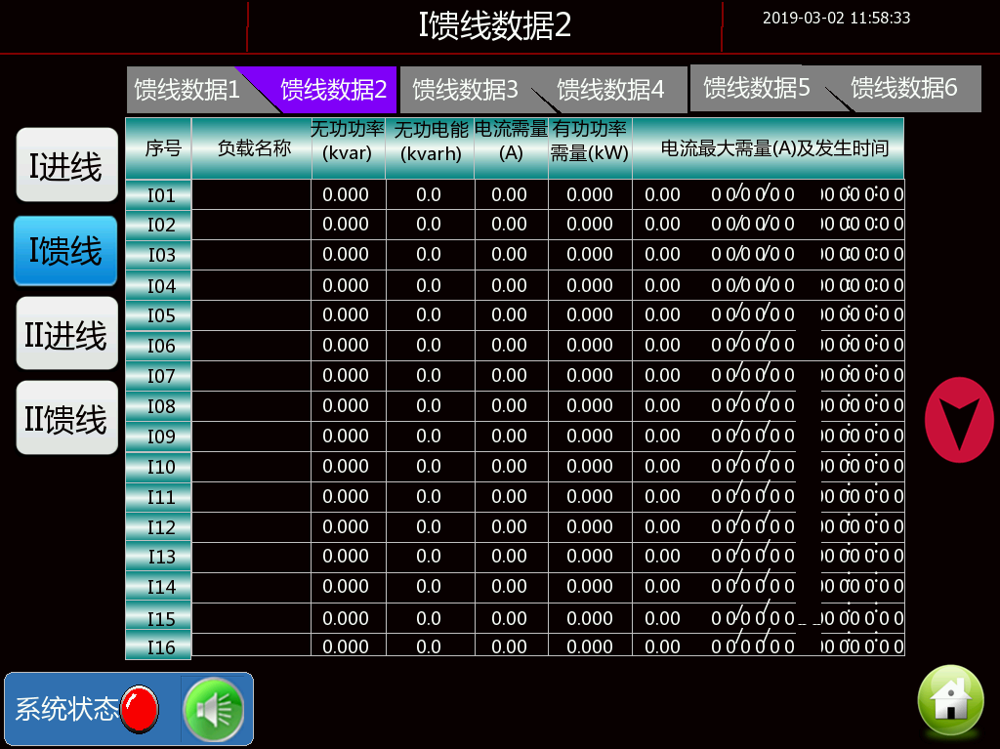 I馈线数据2
2019-03-02 11:58:33
馈线数据1 馈线数据2 馈线数据3 馈线数据4 馈线数据5 馈线数据6
I进线
I馈线
II进线
II馈线
序号 负载名称 无功功率(kvar) 无功电能(kvarh) 电流需量(A) 有功功率需量(kW) 电流最大需量(A)及发生时间
I01 0.000 0.0 0.00 0.000 0.00 00/00/00 00 00:00:00
I02 0.000 0.0 0.00 0.000 0.00 00/00/00 00 00:00:00
I03 0.000 0.0 0.00 0.000 0.00 00/00/00 00 00:00:00
I04 0.000 0.0 0.00 0.000 0.00 00/00/00 00 00:00:00
I05 0.000 0.0 0.00 0.000 0.00 00/00/00 00 00:00:00
I06 0.000 0.0 0.00 0.000 0.00 00/00/00 00 00:00:00
I07 0.000 0.0 0.00 0.000 0.00 00/00/00 00 00:00:00
I08 0.000 0.0 0.00 0.000 0.00 00/00/00 00 00:00:00
I09 0.000 0.0 0.00 0.000 0.00 00/00/00 00 00:00:00
I10 0.000 0.0 0.00 0.000 0.00 00/00/00 00 00:00:00
I11 0.000 0.0 0.00 0.000 0.00 00/00/00 00 00:00:00
I12 0.000 0.0 0.00 0.000 0.00 00/00/00 00 00:00:00
I13 0.000 0.0 0.00 0.000 0.00 00/00/00 00 00:00:00
I14 0.000 0.0 0.00 0.000 0.00 00/00/00 00 00:00:00
I15 0.000 0.0 0.00 0.000 0.00 00/00/00 00 00:00:00
I16 0.000 0.0 0.00 0.000 0.00 00/00/00 00 00:00:00
系统状态